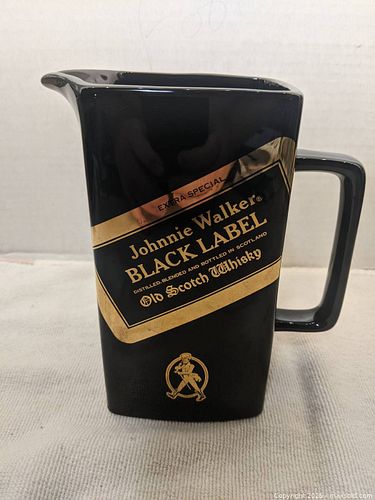 EXTRA SPECIAL
Johnnie Walker®
BLACK LABEL
DISTILLED·BLENDED AND BOTTLED IN SCOTLAND
Old Scotch Whisky